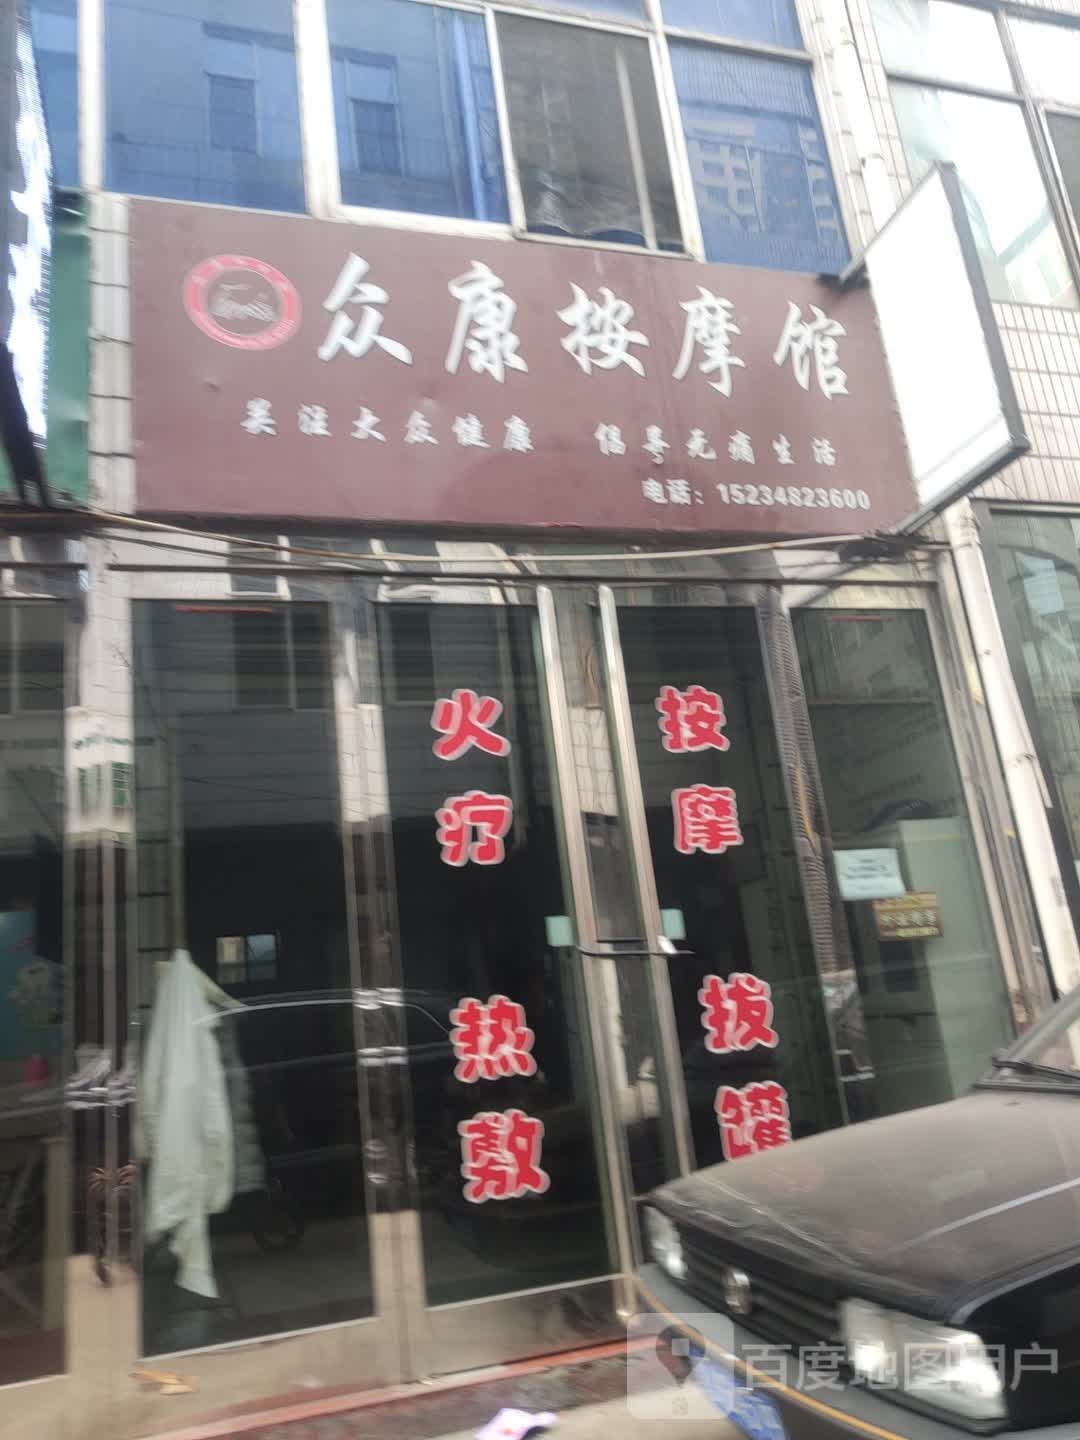 众康按摩馆
关注大众健康 倡导无痛生活
电话：15234823600
火疗 热敷
按摩 拔罐
百度地图用户